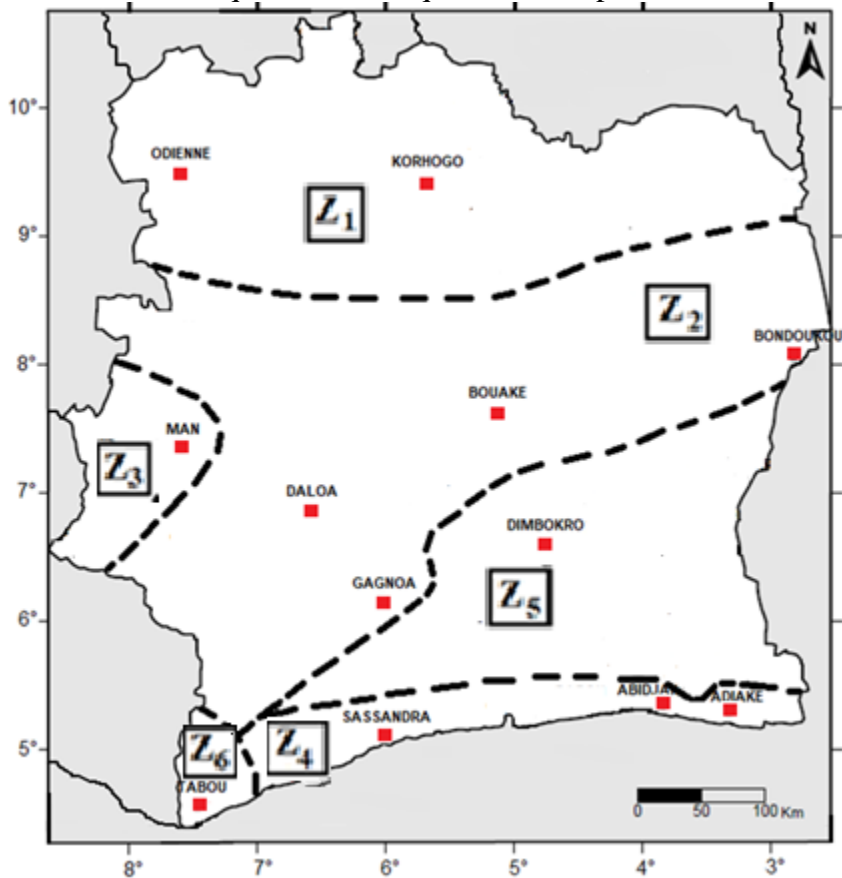 N
10°
ODIENNE
KORHOGO
Z1
9°
Z2
BONDOUKOU
8°
BOUAKE
MAN
Z3
7°
DALOA
DIMBOKRO
GAGNOA
Z5
6°
ABIDJAN
ADIAKE
SASSANDRA
5°
Z6
Z4
TABOU
0 50 100 Km
8° 7° 6° 5° 4° 3°